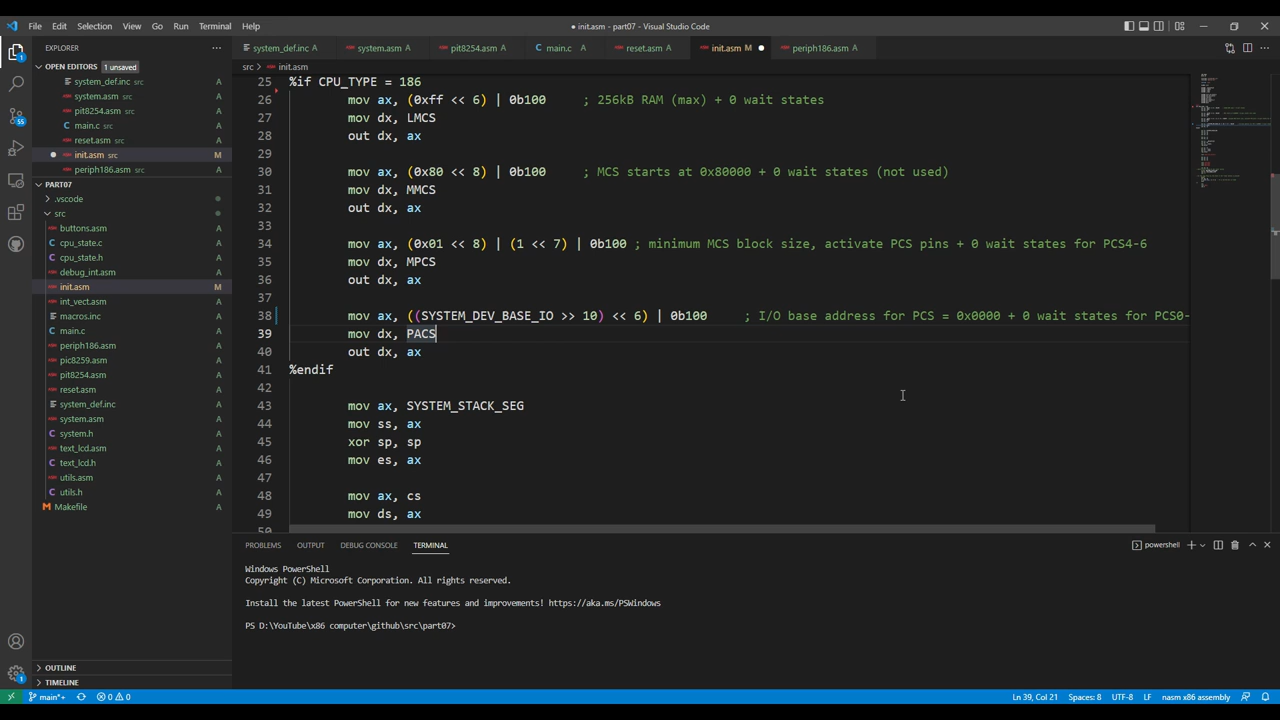 File Edit Selection View Go Run Terminal Help
● init.asm - part07 - Visual Studio Code
EXPLORER ···
system_def.inc A system.asm A pit8254.asm A main.c A reset.asm A init.asm M ● periph186.asm A
src > init.asm
OPEN EDITORS 1 unsaved
system_def.inc src
system.asm src
pit8254.asm src
main.c src
reset.asm src
● init.asm src M
periph186.asm src
PART07
.vscode
src
buttons.asm A
cpu_state.c A
cpu_state.h A
debug_int.asm A
init.asm M
int_vect.asm A
macros.inc A
main.c A
periph186.asm A
pic8259.asm A
pit8254.asm A
reset.asm A
system_def.inc A
system.asm A
system.h A
text_lcd.asm A
text_lcd.h A
utils.asm A
utils.h A
Makefile A
OUTLINE
TIMELINE
1
55
1
25 %if CPU_TYPE = 186
26 mov ax, (0xff << 6) | 0b100 ; 256kB RAM (max) + 0 wait states
27 mov dx, LMCS
28 out dx, ax
29
30 mov ax, (0x80 << 8) | 0b100 ; MCS starts at 0x80000 + 0 wait states (not used)
31 mov dx, MMCS
32 out dx, ax
33
34 mov ax, (0x01 << 8) | (1 << 7) | 0b100 ; minimum MCS block size, activate PCS pins + 0 wait states for PCS4-6
35 mov dx, MPCS
36 out dx, ax
37
38 mov ax, ((SYSTEM_DEV_BASE_IO >> 10) << 6) | 0b100 ; I/O base address for PCS = 0x0000 + 0 wait states for PCS0-
39 mov dx, PACS
40 out dx, ax
41 %endif
42
43 mov ax, SYSTEM_STACK_SEG
44 mov ss, ax
45 xor sp, sp
46 mov es, ax
47
48 mov ax, cs
49 mov ds, ax
50
PROBLEMS OUTPUT DEBUG CONSOLE TERMINAL powershell
Windows PowerShell
Copyright (C) Microsoft Corporation. All rights reserved.
Install the latest PowerShell for new features and improvements! https://aka.ms/PSWindows
PS D:\YouTube\x86 computer\github\src\part07>
main*+ 0 0 Ln 39, Col 21 Spaces: 8 UTF-8 LF nasm x86 assembly